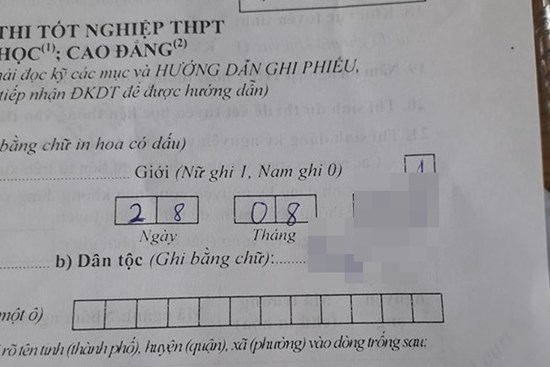 THI TỐT NGHIỆP THPT
HỌC(1); CAO ĐẲNG(2)
đọc kỹ các mục và HƯỚNG DẪN GHI PHIẾU,
tiếp nhận ĐKDT để được hướng dẫn)
bằng chữ in hoa có dấu)
Giới (Nữ ghi 1, Nam ghi 0) 1
2 8 0 8
Ngày Tháng
b) Dân tộc (Ghi bằng chữ):
một ô)
rõ tên tỉnh (thành phố), huyện (quận), xã (phường) vào dòng trống sau: